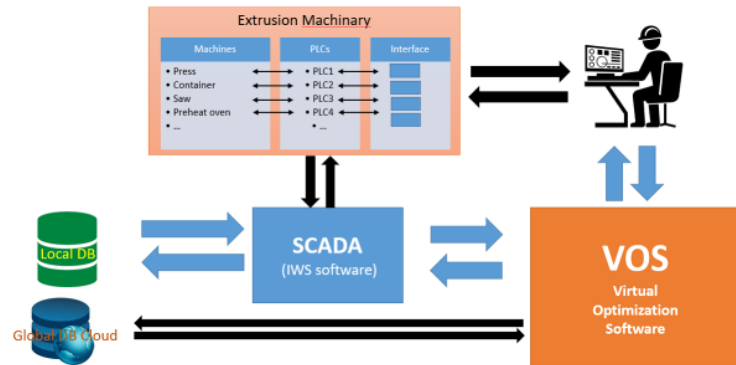 Extrusion Machinary
Machines
PLCs
Interface
• Press
• PLC1
• Container
• PLC2
• Saw
• PLC3
• Preheat oven
• PLC4
• ...
• ...
SCADA
(IWS software)
VOS
Virtual
Optimization
Software
Local DB
Global DB Cloud